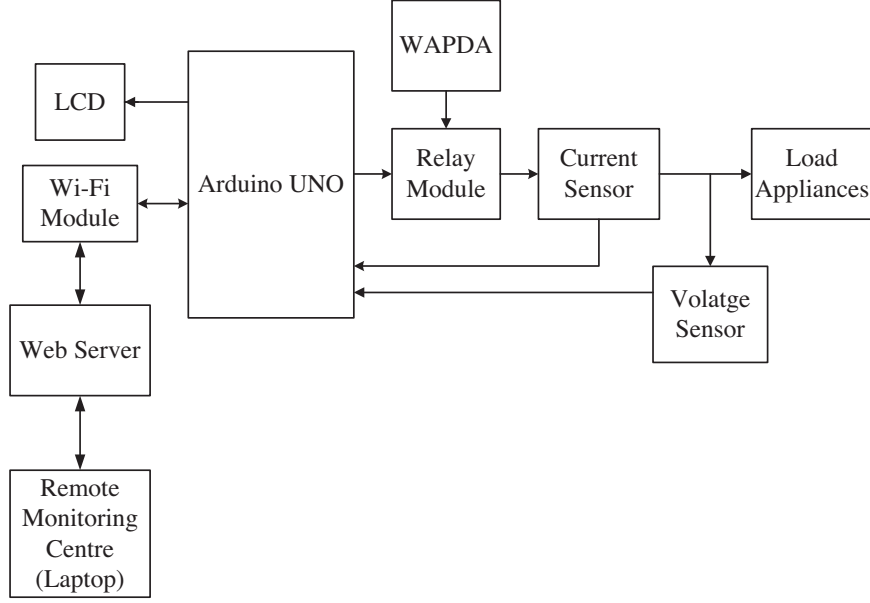 WAPDA
LCD
Arduino UNO
Relay
Module
Current
Sensor
Load
Appliances
Wi-Fi
Module
Volatge
Sensor
Web Server
Remote
Monitoring
Centre
(Laptop)